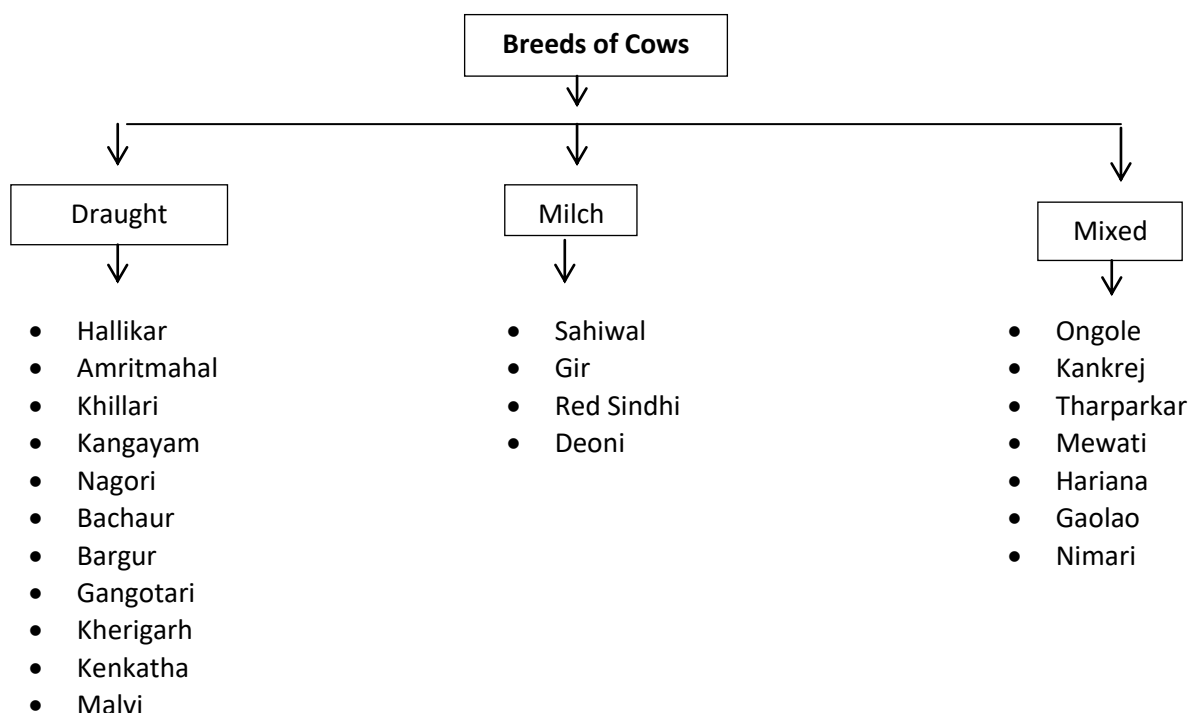 Breeds of Cows
Draught
Milch
Mixed
• Hallikar
• Amritmahal
• Khillari
• Kangayam
• Nagori
• Bachaur
• Bargur
• Gangotari
• Kherigarh
• Kenkatha
• Malvi
• Sahiwal
• Gir
• Red Sindhi
• Deoni
• Ongole
• Kankrej
• Tharparkar
• Mewati
• Hariana
• Gaolao
• Nimari